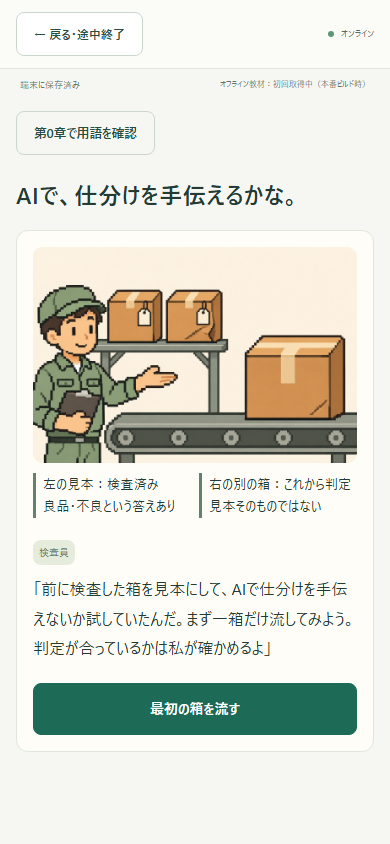 ← 戻る・途中終了
オンライン
端末に保存済み
オフライン教材：初回取得中（本番ビルド時）
第0章で用語を確認
AIで、仕分けを手伝えるかな。
左の見本：検査済み
良品・不良という答えあり
右の別の箱：これから判定
見本そのものではない
検査員
「前に検査した箱を見本にして、AIで仕分けを手伝
えないか試していたんだ。まず一箱だけ流してみよう。
判定が合っているかは私が確かめるよ」
最初の箱を流す